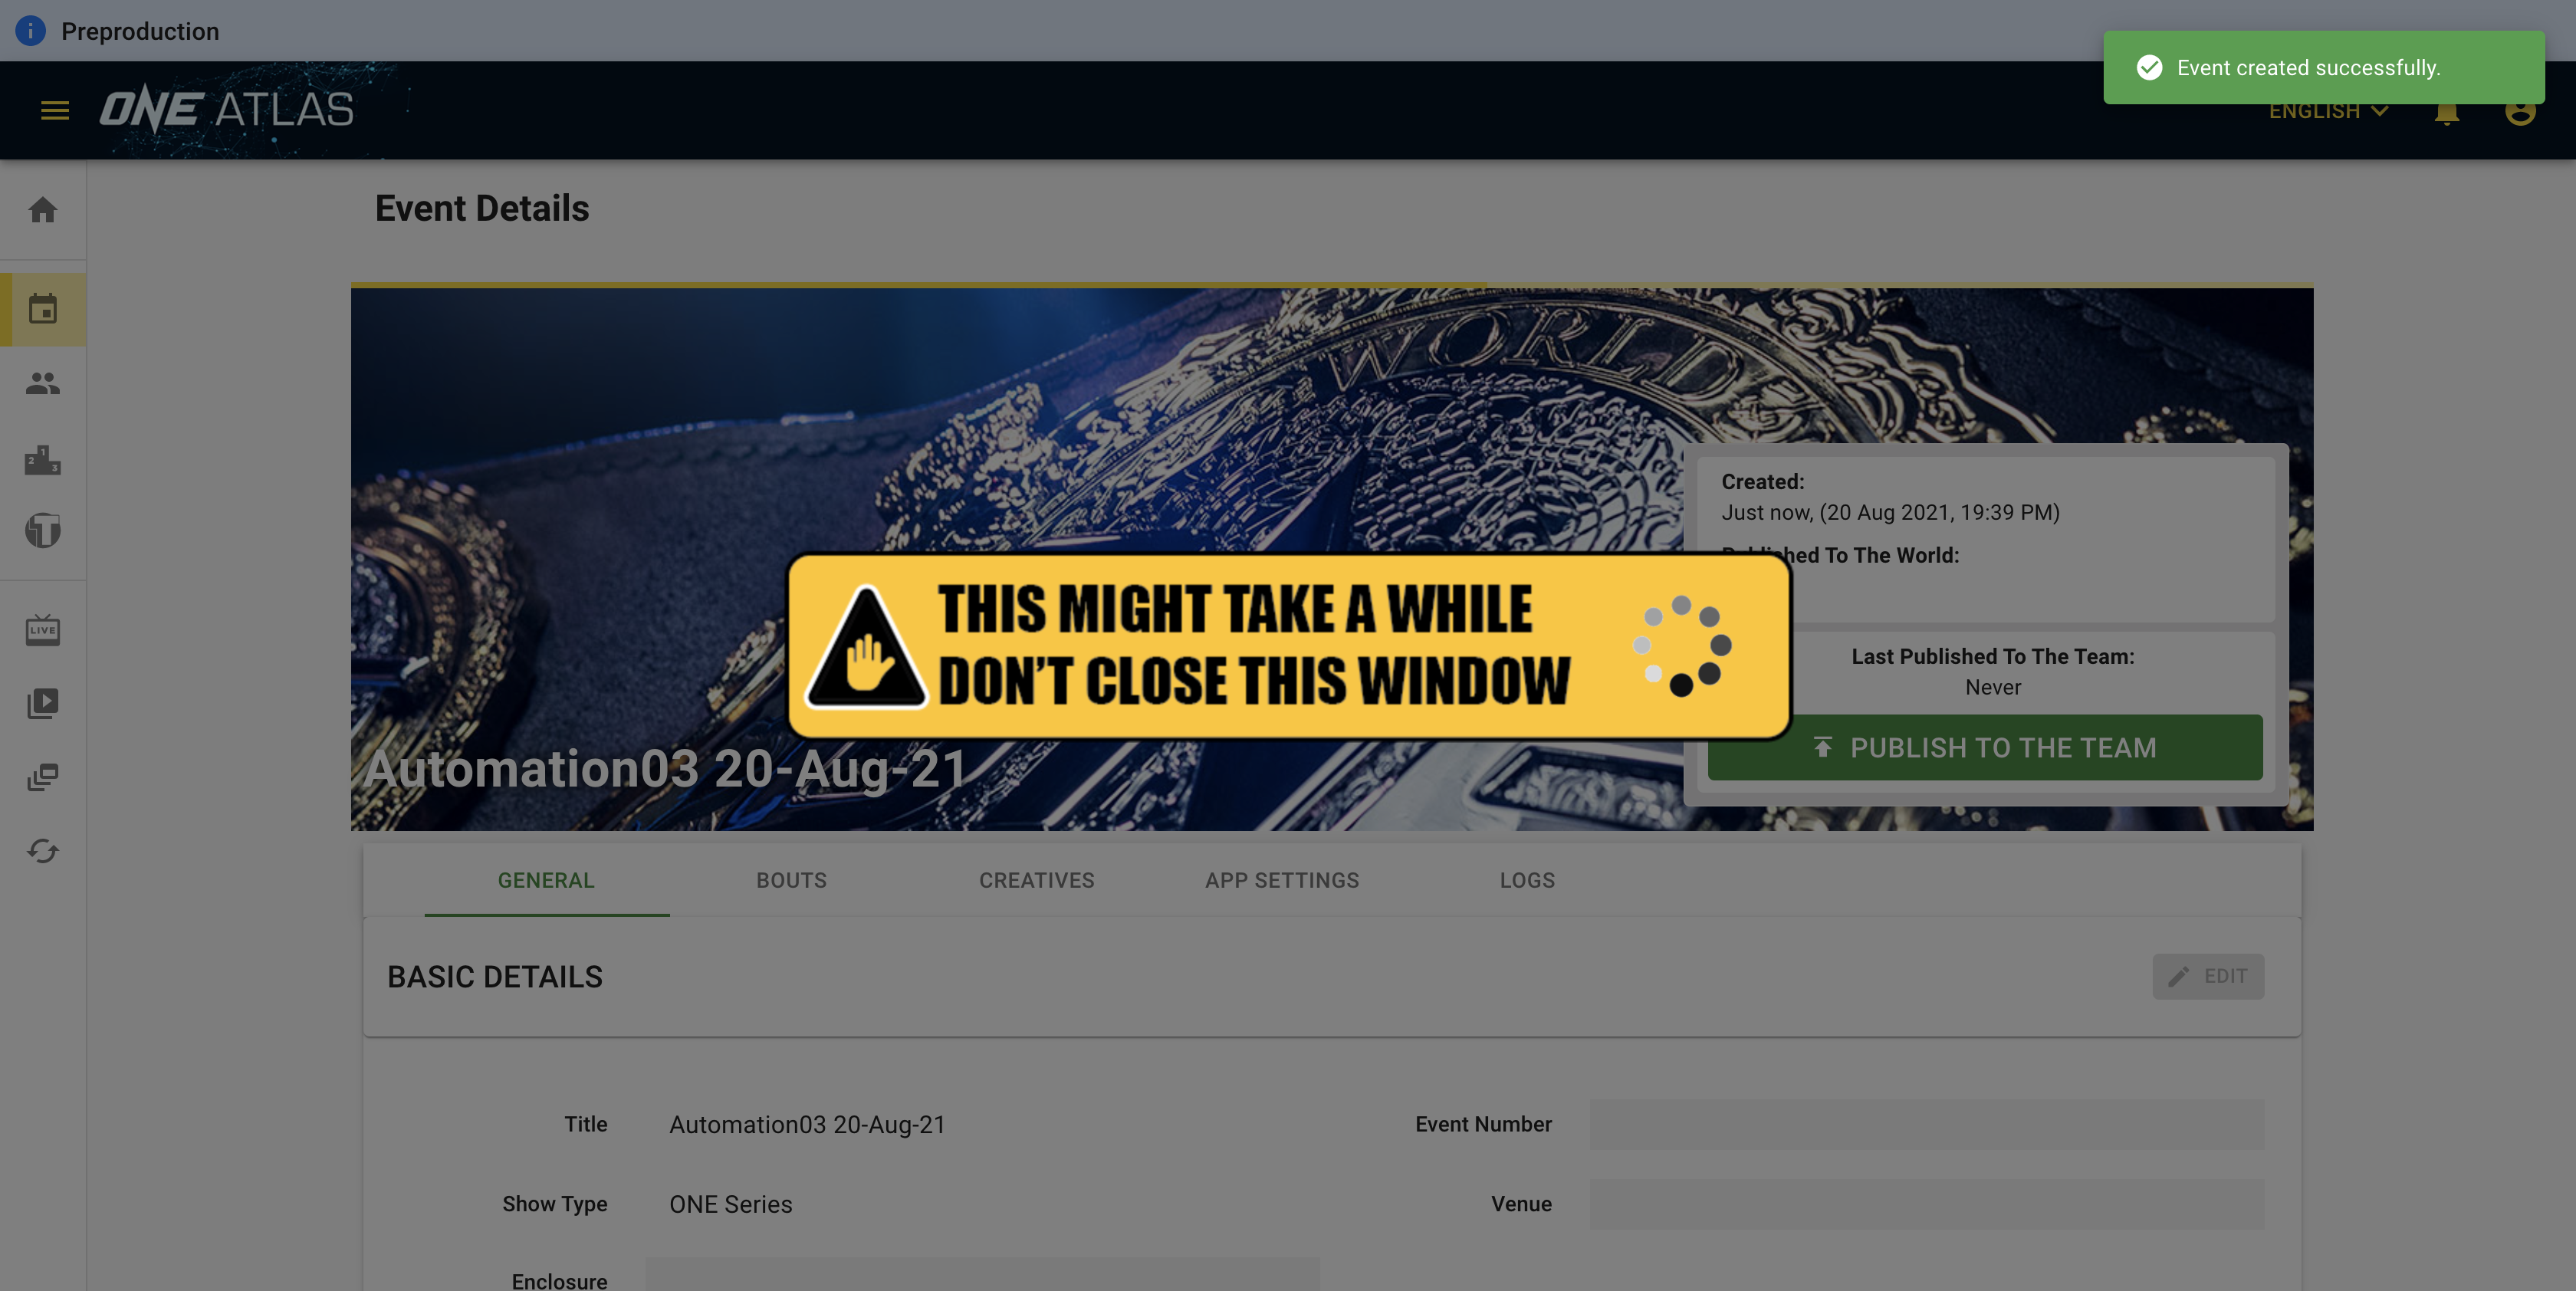 Preproduction
Event created successfully.
ONE ATLAS
ENGLISH
Event Details
WORLD
Created:
Just now, (20 Aug 2021, 19:39 PM)
To The World:
THIS MIGHT TAKE A WHILE
DON'T CLOSE THIS WINDOW
Last Published To The Team:
Never
PUBLISH TO THE TEAM
Automation03 20-Aug-21
GENERAL
BOUTS
CREATIVES
APP SETTINGS
LOGS
BASIC DETAILS
EDIT
Title
Automation03 20-Aug-21
Event Number
Show Type
ONE Series
Venue
Enclosure
1
2
3
LIVE